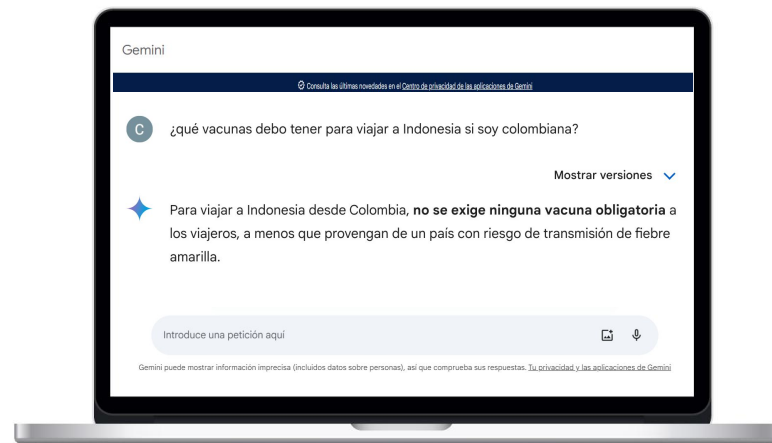 Gemini
Consulta las últimas novedades en el Centro de privacidad de las aplicaciones de Gemini
C
¿qué vacunas debo tener para viajar a Indonesia si soy colombiana?
Mostrar versiones
Para viajar a Indonesia desde Colombia, no se exige ninguna vacuna obligatoria a
los viajeros, a menos que provengan de un país con riesgo de transmisión de fiebre
amarilla.
Introduce una petición aquí
Gemini puede mostrar información imprecisa (incluidos datos sobre personas), así que comprueba sus respuestas. Tu privacidad y las aplicaciones de Gemini